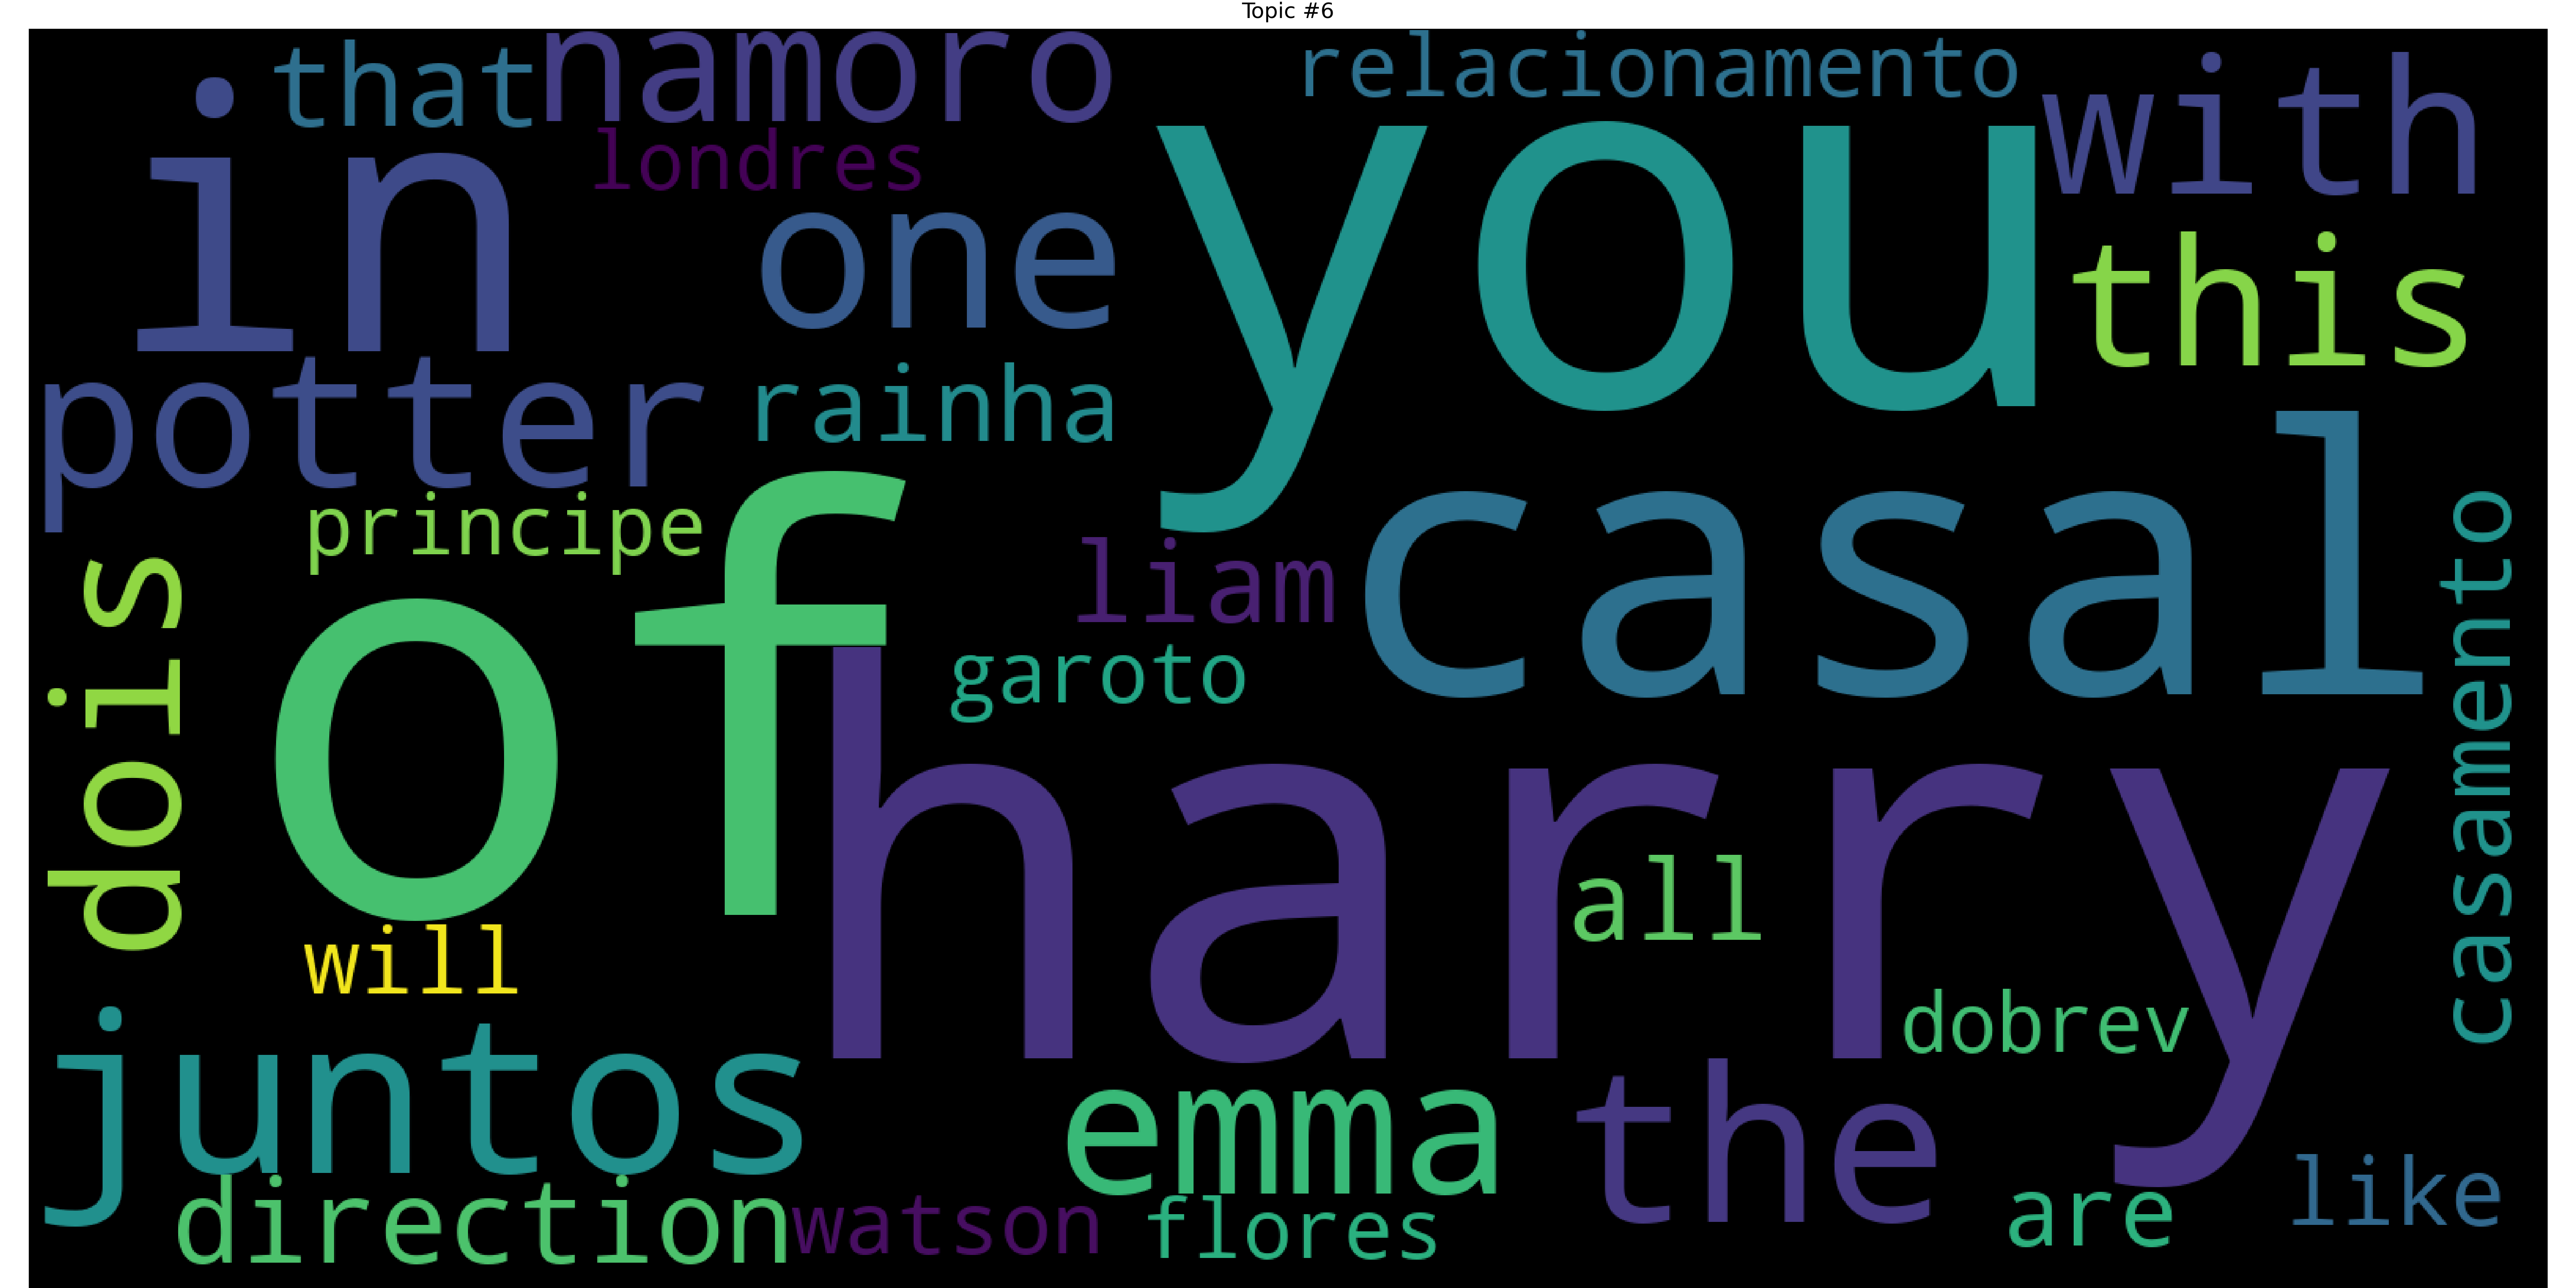 Topic #6
that
namoro
relacionamento
in
londres
you
with
one
this
potter
rainha
casal
principe
liam
dois
of
garoto
casamento
harry
all
will
dobrev
juntos
emma
the
direction
watson
flores
are
like